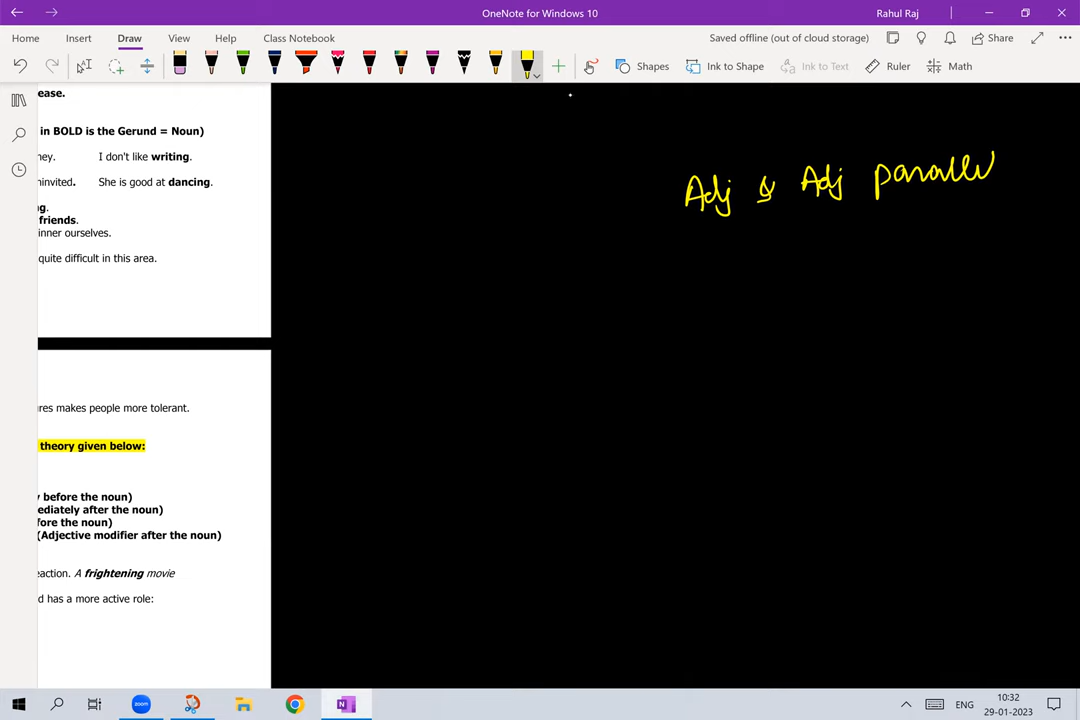 OneNote for Windows 10
Rahul Raj
Home Insert Draw View Help Class Notebook
Saved offline (out of cloud storage)
Share
Shapes
Ink to Shape
Ink to Text
Ruler
Math
ease.
in BOLD is the Gerund = Noun)
ney. I don't like writing.
ninvited. She is good at dancing.
ng.
friends.
inner ourselves.
quite difficult in this area.
Adj & Adj parallel
ures makes people more tolerant.
theory given below:
y before the noun)
ediately after the noun)
fore the noun)
(Adjective modifier after the noun)
eaction. A frightening movie
d has a more active role:
zoom
ENG
10:32
29-01-2023